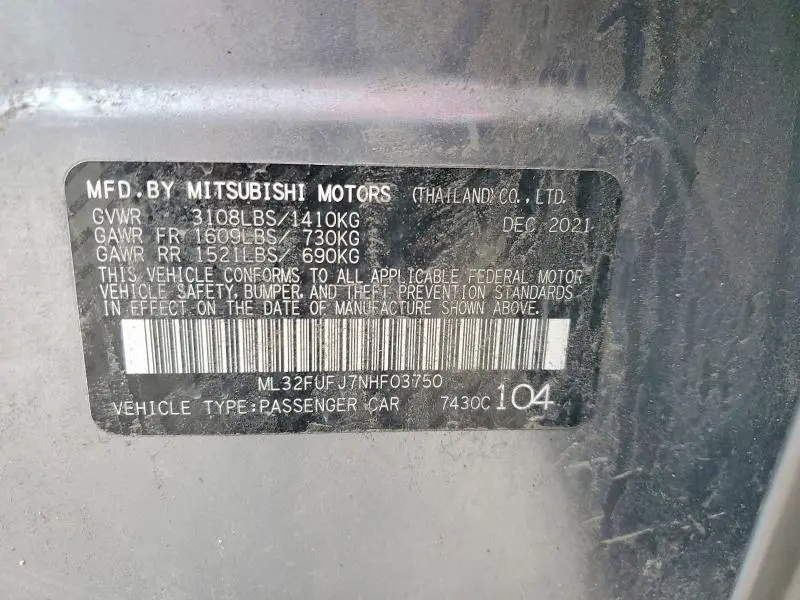 MFD.BY MITSUBISHI MOTORS (THAILAND)CO.,LTD.
GVWR 3108LBS/1410KG DEC 2021
GAWR FR 1609LBS/ 730KG
GAWR RR 1521LBS/ 690KG
THIS VEHICLE CONFORMS TO ALL APPLICABLE FEDERAL MOTOR
VEHICLE SAFETY, BUMPER, AND THEFT PREVENTION STANDARDS
IN EFFECT ON THE DATE OF MANUFACTURE SHOWN ABOVE.
ML32FUFJ7NHF03750
VEHICLE TYPE:PASSENGER CAR 7430C 104